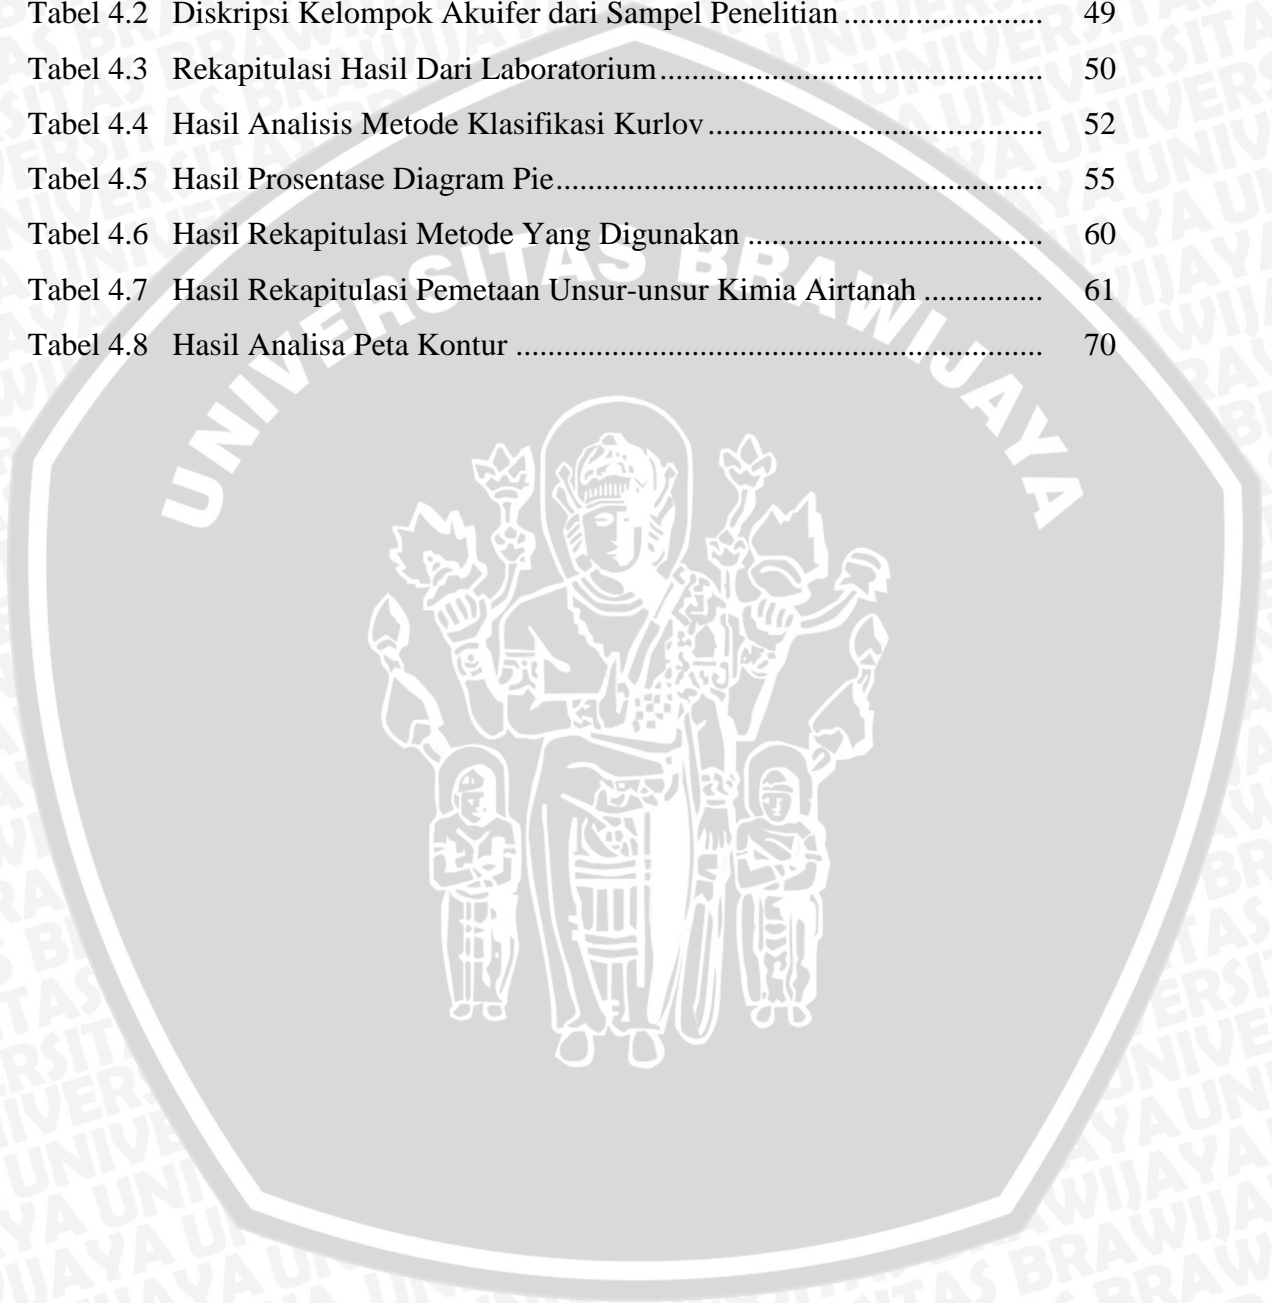 Tabel 4.2 Diskripsi Kelompok Akuifer dari Sampel Penelitian ..................... 49
Tabel 4.3 Rekapitulasi Hasil Dari Laboratorium ........................................ 50
Tabel 4.4 Hasil Analisis Metode Klasifikasi Kurlov ................................... 52
Tabel 4.5 Hasil Prosentase Diagram Pie ................................................... 55
Tabel 4.6 Hasil Rekapitulasi Metode Yang Digunakan ............................... 60
Tabel 4.7 Hasil Rekapitulasi Pemetaan Unsur-unsur Kimia Airtanah ............... 61
Tabel 4.8 Hasil Analisa Peta Kontur ....................................................... 70
UNIVERSITAS BRAWIJAYA